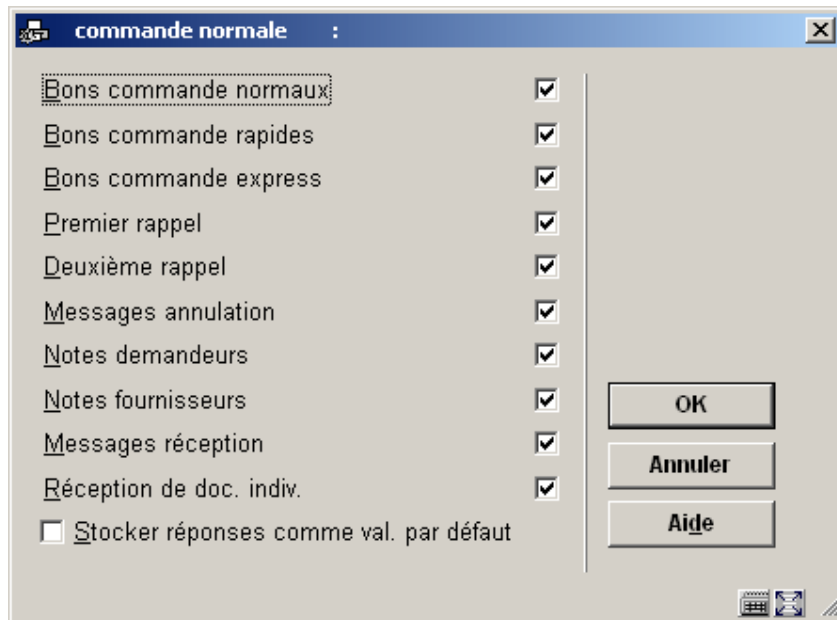 commande normale :
Bons commande normaux
Bons commande rapides
Bons commande express
Premier rappel
Deuxième rappel
Messages annulation
Notes demandeurs
Notes fournisseurs
Messages réception
Réception de doc. indiv.
Stocker réponses comme val. par défaut
OK
Annuler
Aide